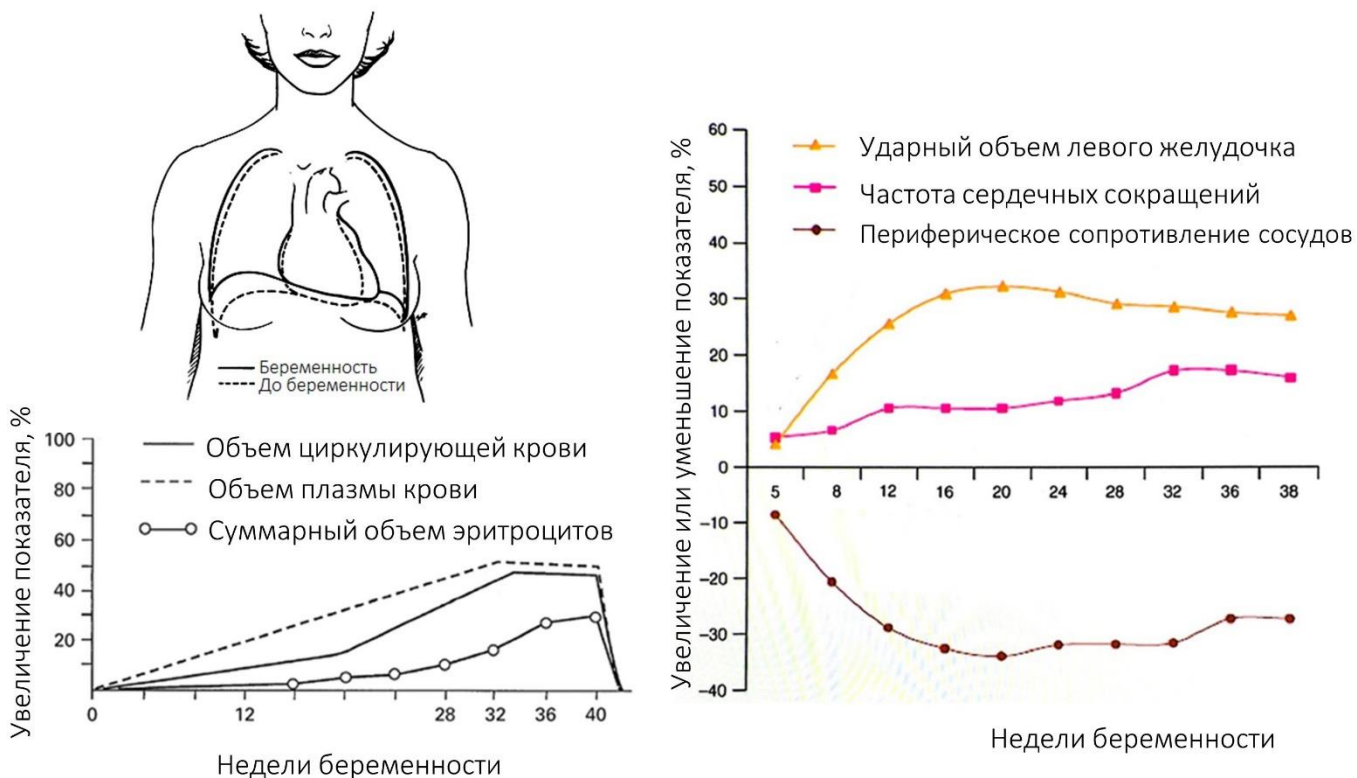 Беременность
До беременности
Увеличение показателя, %
100
80
60
40
20
Объем циркулирующей крови
Объем плазмы крови
Суммарный объем эритроцитов
0 12 28 32 36 40
Недели беременности
Увеличение или уменьшение показателя, %
60
50
40
30
20
10
0
-10
-20
-30
-40
Ударный объем левого желудочка
Частота сердечных сокращений
Периферическое сопротивление сосудов
5 8 12 16 20 24 28 32 36 38
Недели беременности